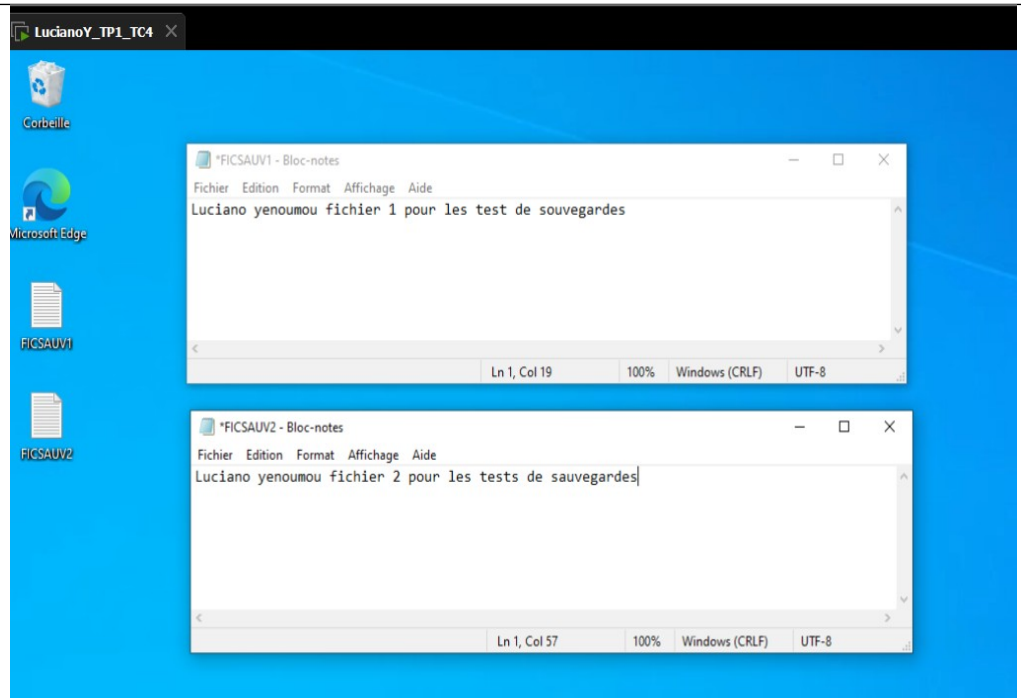 LucianoY_TP1_TC4
Corbeille
Microsoft Edge
FICSAUV1
FICSAUV2
*FICSAUV1 - Bloc-notes
Fichier Edition Format Affichage Aide
Luciano yenoumou fichier 1 pour les test de souvegardes
Ln 1, Col 19 100% Windows (CRLF) UTF-8
*FICSAUV2 - Bloc-notes
Fichier Edition Format Affichage Aide
Luciano yenoumou fichier 2 pour les tests de sauvegardes
Ln 1, Col 57 100% Windows (CRLF) UTF-8